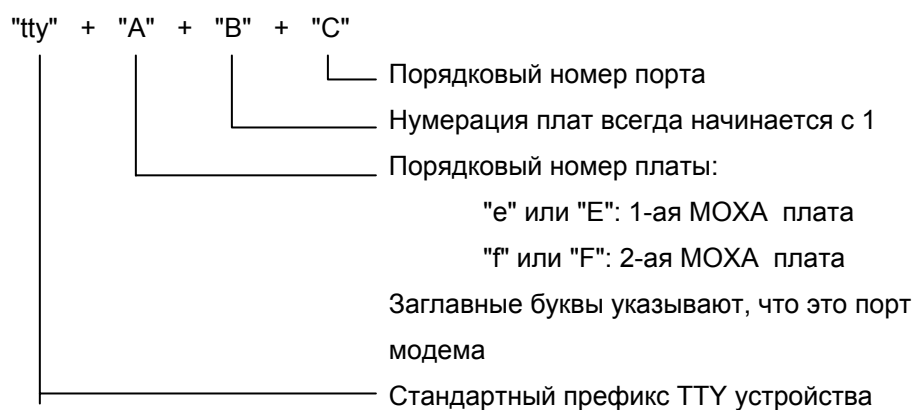 "tty" + "A" + "B" + "C"
Порядковый номер порта
Нумерация плат всегда начинается с 1
Порядковый номер платы:
"e" или "E": 1-ая MOXA плата
"f" или "F": 2-ая MOXA плата
Заглавные буквы указывают, что это порт
модема
Стандартный префикс TTY устройства